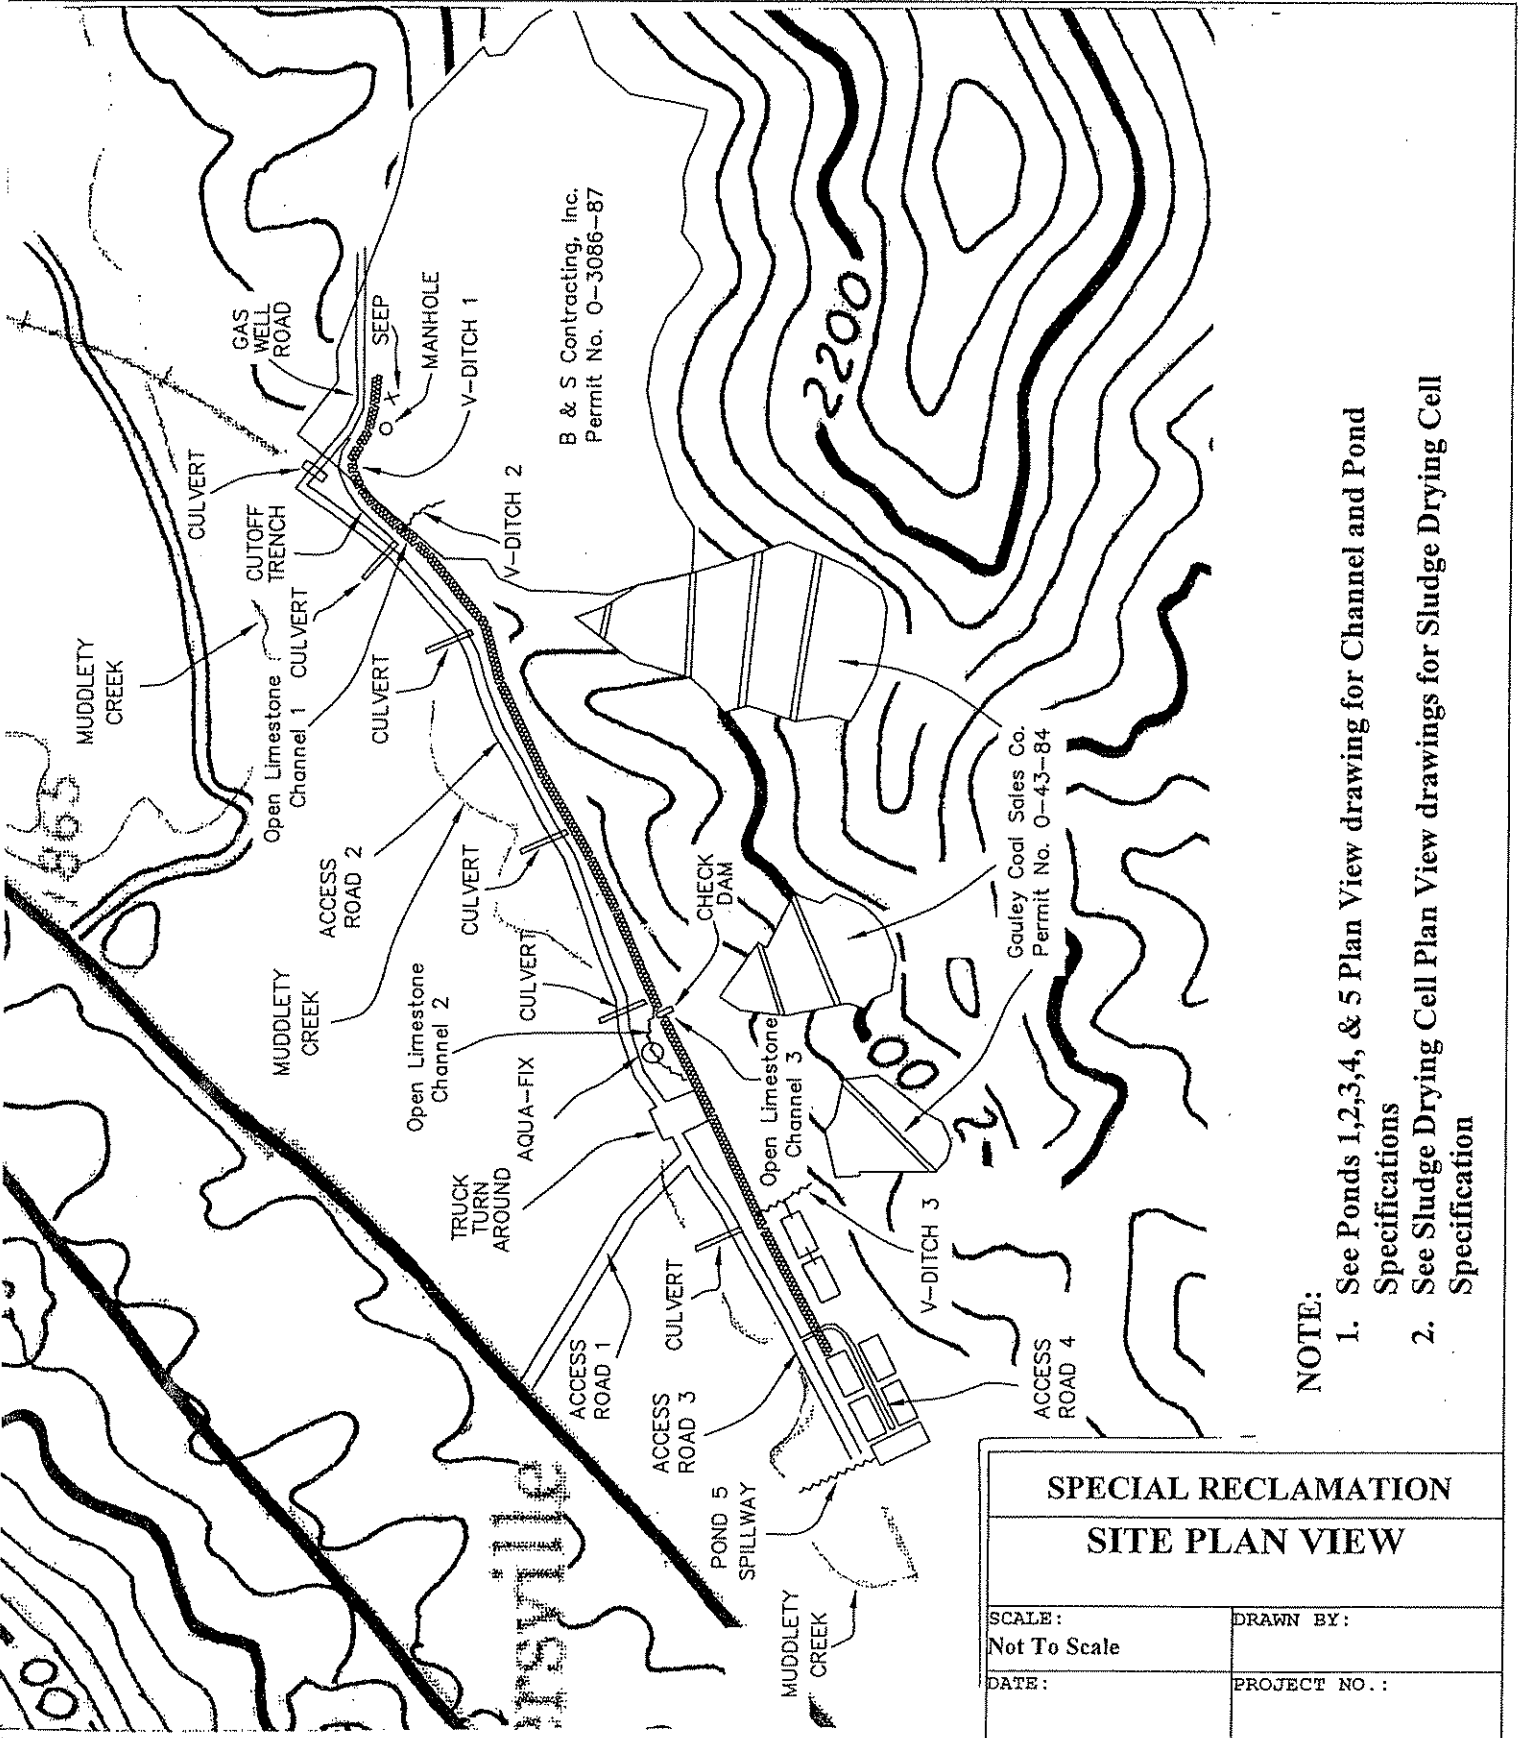 GAS
WELL
ROAD
SEEP
MANHOLE
V-DITCH 1
B & S Contracting, Inc.
Permit No. O-3086-87
2200
CULVERT
CUTOFF
TRENCH
V-DITCH 2
CULVERT
MUDDLETY
CREEK
Open Limestone
Channel 1
CULVERT
1865
ACCESS
ROAD 2
CULVERT
CHECK
DAM
Gauley Coal Sales Co.
Permit No. O-43-84
MUDDLETY
CREEK
Open Limestone
Channel 2
CULVERT
AQUA-FIX
Open Limestone
Channel 3
00
-2
TRUCK
TURN
AROUND
V-DITCH 3
CULVERT
ACCESS
ROAD 1
ACCESS
ROAD 3
ACCESS
ROAD 4
POND 5
SPILLWAY
MUDDLETY
CREEK
rsville
00
NOTE:
1. See Ponds 1,2,3,4, & 5 Plan View drawing for Channel and Pond
Specifications
2. See Sludge Drying Cell Plan View drawings for Sludge Drying Cell
Specification
SPECIAL RECLAMATION
SITE PLAN VIEW
SCALE:
Not To Scale
DRAWN BY:
DATE:
PROJECT NO.: